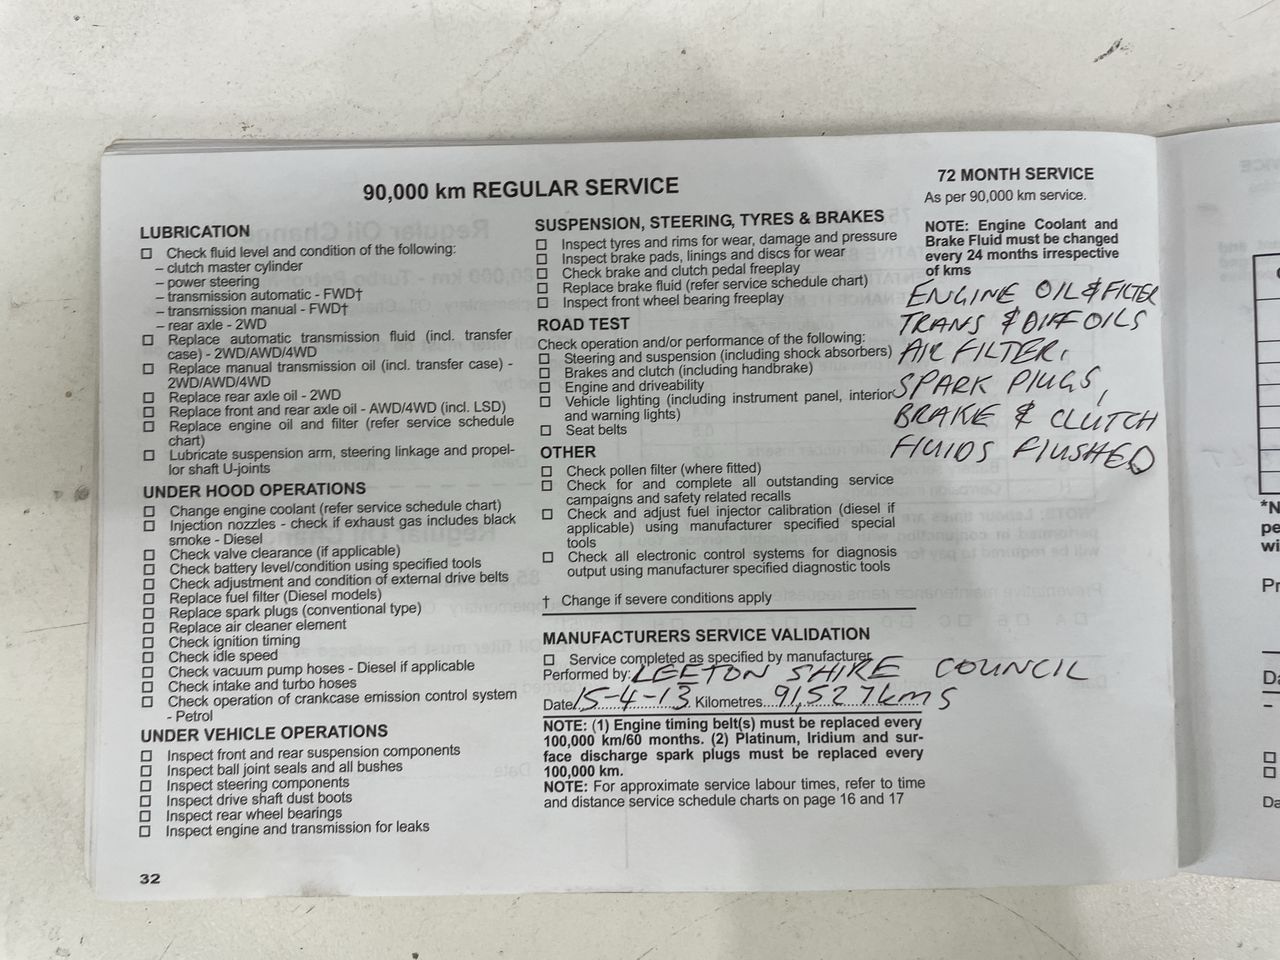 90,000 km REGULAR SERVICE
LUBRICATION
☐ Check fluid level and condition of the following:
– clutch master cylinder
– power steering
– transmission automatic - FWD†
– transmission manual - FWD†
– rear axle - 2WD
☐ Replace automatic transmission fluid (incl. transfer
case) - 2WD/AWD/4WD
☐ Replace manual transmission oil (incl. transfer case) -
2WD/AWD/4WD
☐ Replace rear axle oil - 2WD
☐ Replace front and rear axle oil - AWD/4WD (incl. LSD)
☐ Replace engine oil and filter (refer service schedule
chart)
☐ Lubricate suspension arm, steering linkage and propel-
lor shaft U-joints
UNDER HOOD OPERATIONS
☐ Change engine coolant (refer service schedule chart)
☐ Injection nozzles - check if exhaust gas includes black
smoke - Diesel
☐ Check valve clearance (if applicable)
☐ Check battery level/condition using specified tools
☐ Check adjustment and condition of external drive belts
☐ Replace fuel filter (Diesel models)
☐ Replace spark plugs (conventional type)
☐ Replace air cleaner element
☐ Check ignition timing
☐ Check idle speed
☐ Check vacuum pump hoses - Diesel if applicable
☐ Check intake and turbo hoses
☐ Check operation of crankcase emission control system
- Petrol
UNDER VEHICLE OPERATIONS
☐ Inspect front and rear suspension components
☐ Inspect ball joint seals and all bushes
☐ Inspect steering components
☐ Inspect drive shaft dust boots
☐ Inspect rear wheel bearings
☐ Inspect engine and transmission for leaks
32
SUSPENSION, STEERING, TYRES & BRAKES
☐ Inspect tyres and rims for wear, damage and pressure
☐ Inspect brake pads, linings and discs for wear
☐ Check brake and clutch pedal freeplay
☐ Replace brake fluid (refer service schedule chart)
☐ Inspect front wheel bearing freeplay
ROAD TEST
Check operation and/or performance of the following:
☐ Steering and suspension (including shock absorbers)
☐ Brakes and clutch (including handbrake)
☐ Engine and driveability
☐ Vehicle lighting (including instrument panel, interior
and warning lights)
☐ Seat belts
OTHER
☐ Check pollen filter (where fitted)
☐ Check for and complete all outstanding service
campaigns and safety related recalls
☐ Check and adjust fuel injector calibration (diesel if
applicable) using manufacturer specified special
tools
☐ Check all electronic control systems for diagnosis
output using manufacturer specified diagnostic tools
† Change if severe conditions apply
MANUFACTURERS SERVICE VALIDATION
☐ Service completed as specified by manufacturer
Performed by: LEETON SHIRE COUNCIL
Date 15-4-13 Kilometres 91,527kms
NOTE: (1) Engine timing belt(s) must be replaced every
100,000 km/60 months. (2) Platinum, Iridium and sur-
face discharge spark plugs must be replaced every
100,000 km.
NOTE: For approximate service labour times, refer to time
and distance service schedule charts on page 16 and 17
72 MONTH SERVICE
As per 90,000 km service.
NOTE: Engine Coolant and
Brake Fluid must be changed
every 24 months irrespective
of kms
ENGINE OIL & FILTER
TRANS & DIFF OILS
AIR FILTER,
SPARK PLUGS,
BRAKE & CLUTCH
FLUIDS FLUSHED